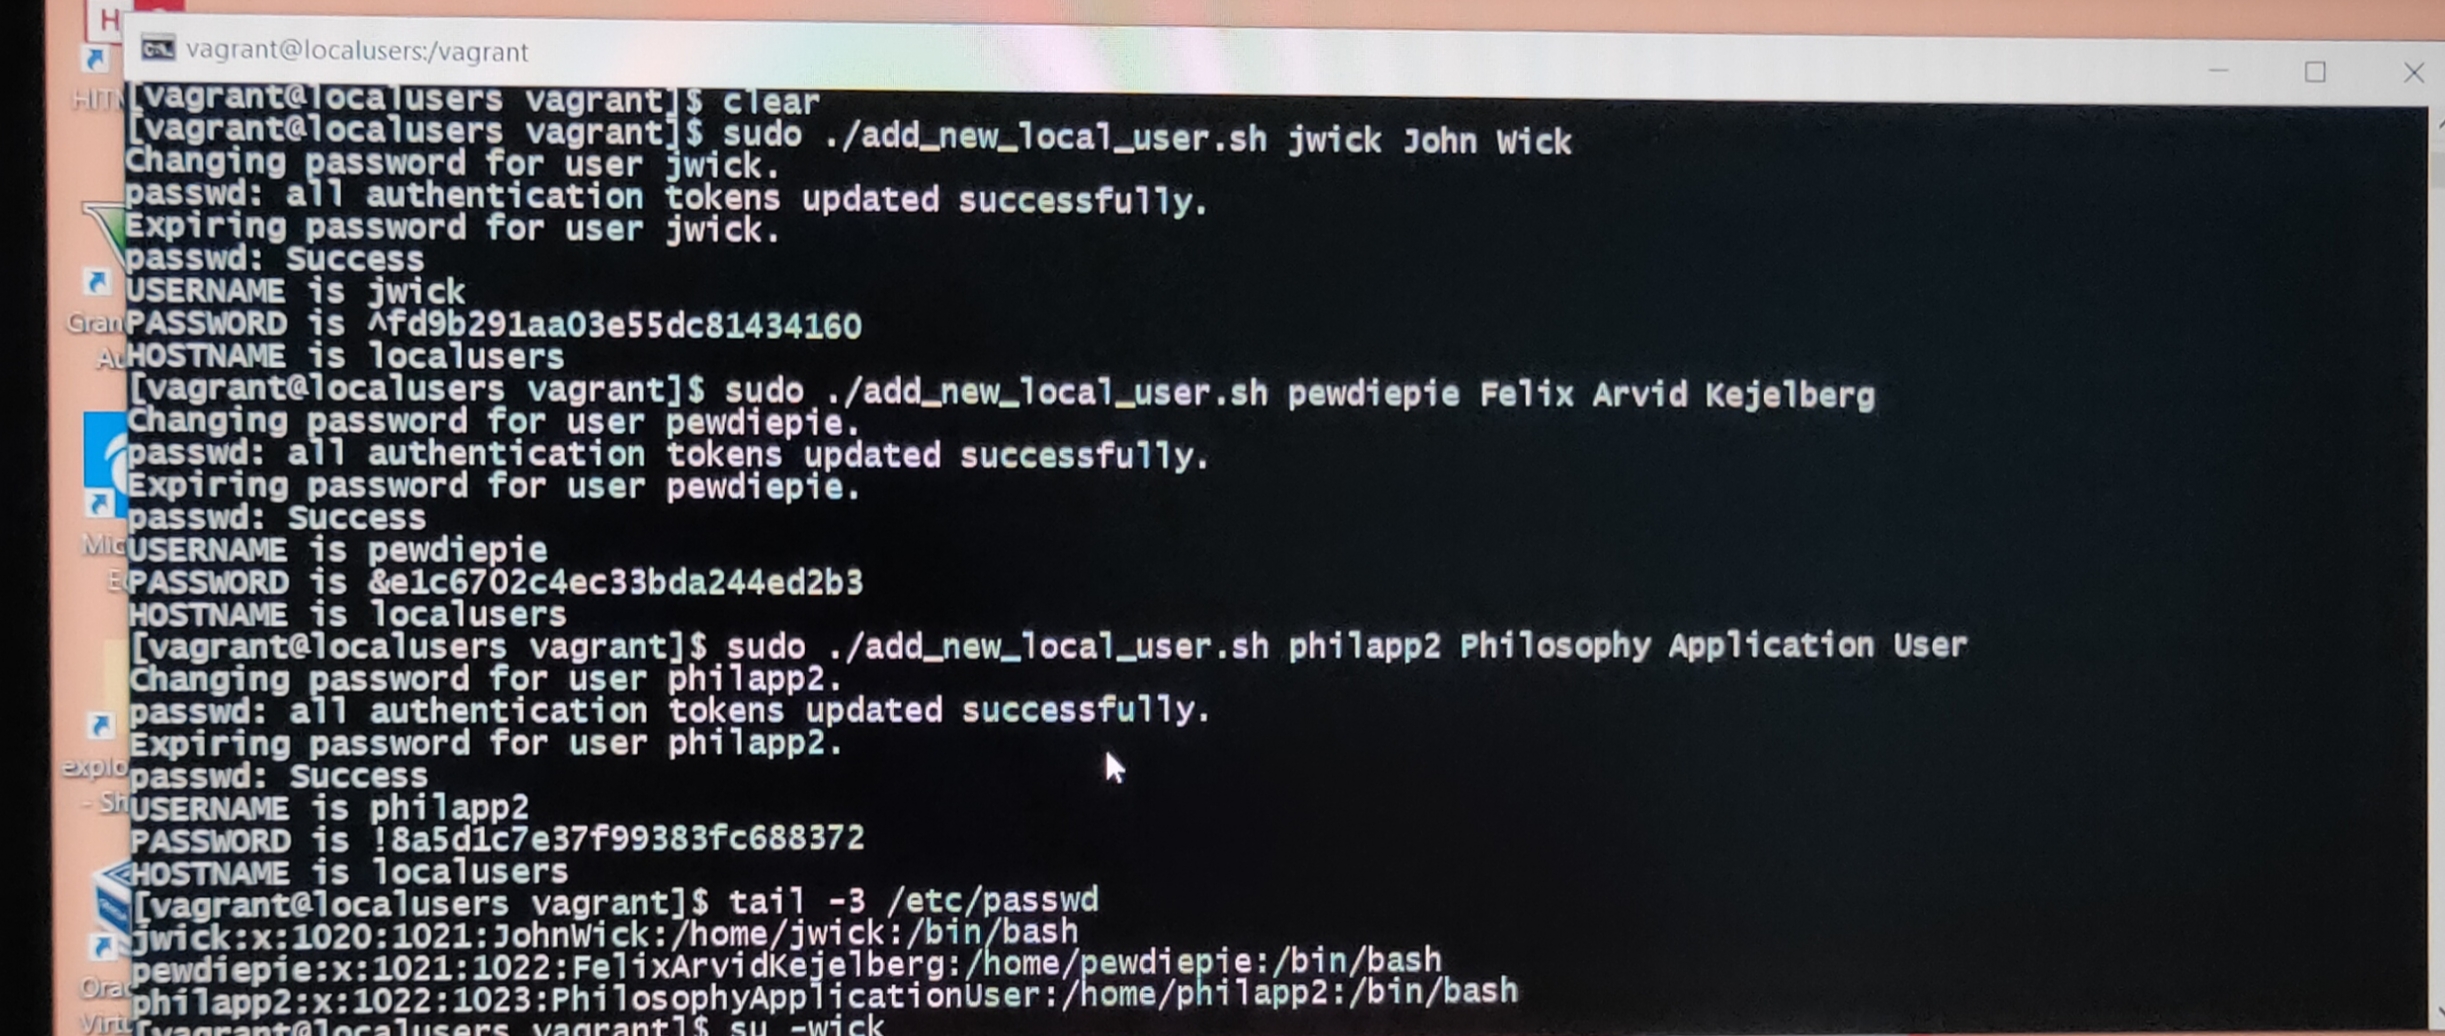 vagrant@localusers:/vagrant
[vagrant@localusers vagrant]$ clear
[vagrant@localusers vagrant]$ sudo ./add_new_local_user.sh jwick John Wick
Changing password for user jwick.
passwd: all authentication tokens updated successfully.
Expiring password for user jwick.
passwd: Success
USERNAME is jwick
PASSWORD is ^fd9b291aa03e55dc81434160
HOSTNAME is localusers
[vagrant@localusers vagrant]$ sudo ./add_new_local_user.sh pewdiepie Felix Arvid Kejelberg
Changing password for user pewdiepie.
passwd: all authentication tokens updated successfully.
Expiring password for user pewdiepie.
passwd: Success
USERNAME is pewdiepie
PASSWORD is &e1c6702c4ec33bda244ed2b3
HOSTNAME is localusers
[vagrant@localusers vagrant]$ sudo ./add_new_local_user.sh philapp2 Philosophy Application User
Changing password for user philapp2.
passwd: all authentication tokens updated successfully.
Expiring password for user philapp2.
passwd: Success
USERNAME is philapp2
PASSWORD is !8a5d1c7e37f99383fc688372
HOSTNAME is localusers
[vagrant@localusers vagrant]$ tail -3 /etc/passwd
jwick:x:1020:1021:JohnWick:/home/jwick:/bin/bash
pewdiepie:x:1021:1022:FelixArvidKejelberg:/home/pewdiepie:/bin/bash
philapp2:x:1022:1023:PhilosophyApplicationUser:/home/philapp2:/bin/bash
[vagrant@localusers vagrant]$ su -wick